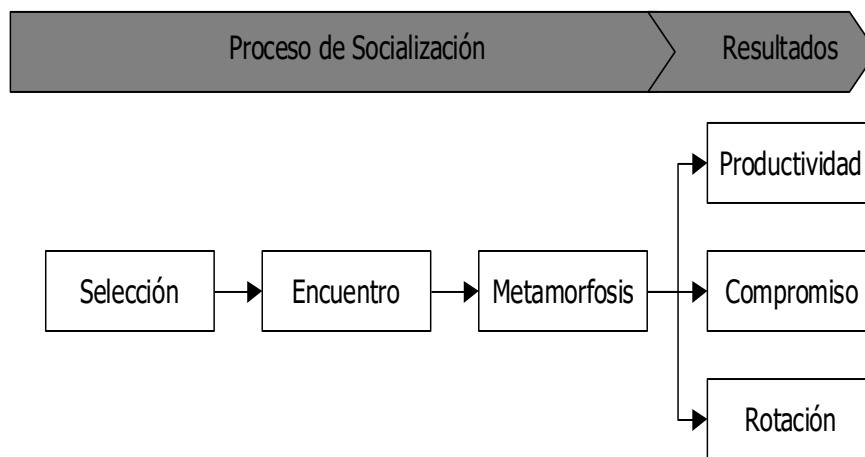 Proceso de Socialización
Resultados
Productividad
Selección
Encuentro
Metamorfosis
Compromiso
Rotación